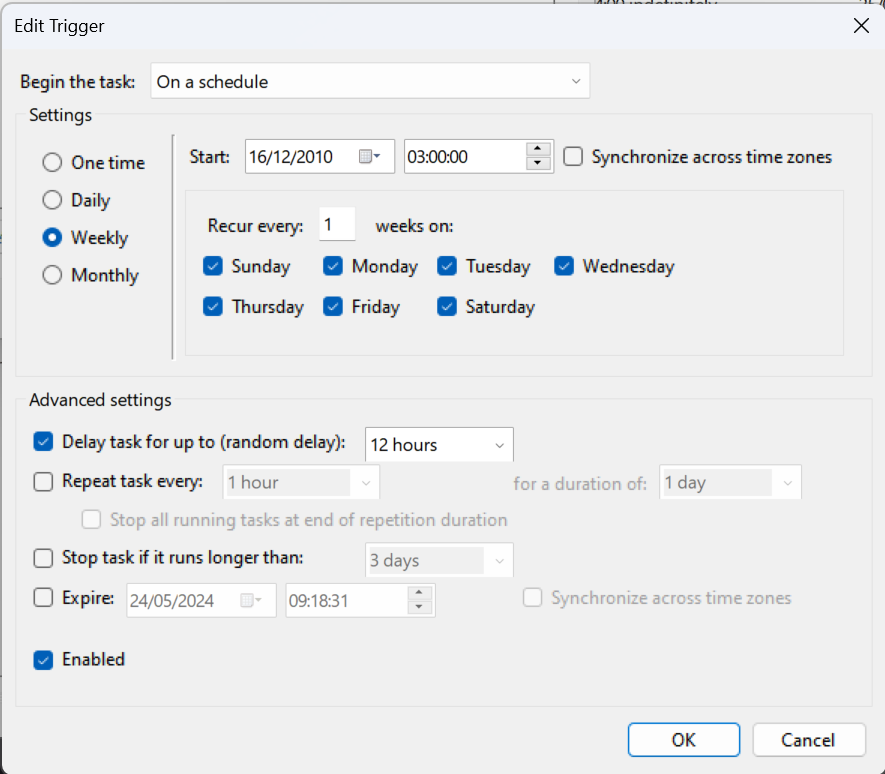 Edit Trigger
Begin the task: On a schedule
Settings
One time
Daily
Weekly
Monthly
Start: 16/12/2010 03:00:00 Synchronize across time zones
Recur every: 1 weeks on:
Sunday Monday Tuesday Wednesday
Thursday Friday Saturday
Advanced settings
Delay task for up to (random delay): 12 hours
Repeat task every: 1 hour for a duration of: 1 day
Stop all running tasks at end of repetition duration
Stop task if it runs longer than: 3 days
Expire: 24/05/2024 09:18:31 Synchronize across time zones
Enabled
OK Cancel